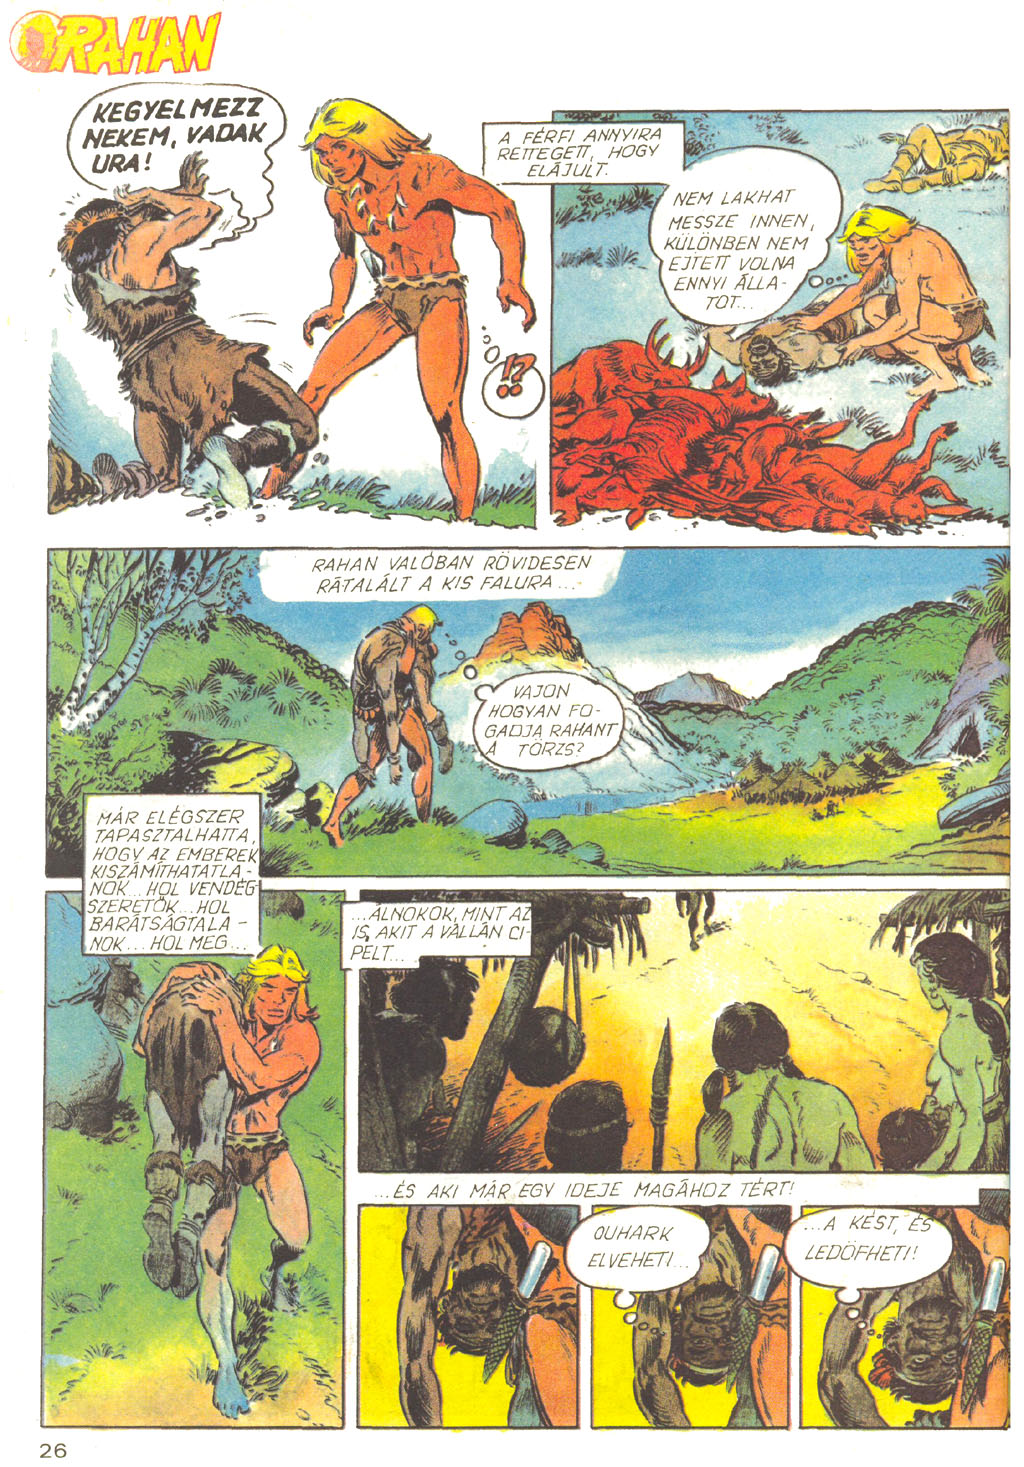 RAHAN
KEGYELMEZZ
NEKEM, VADAK
URA!
!?
A FÉRFI ANNYIRA
RETTEGETT, HOGY
ELÁJULT.
NEM LAKHAT
MESSZE INNEN,
KÜLÖNBEN NEM
EJTETT VOLNA
ENNYI ÁLLA-
TOT...
RAHAN VALÓBAN RÖVIDESEN
RÁTALÁLT A KIS FALURA...
VAJON
HOGYAN FO-
GADJA RAHANT
A TÖRZS?
MÁR ELÉGSZER
TAPASZTALHATTA,
HOGY AZ EMBEREK
KISZÁMÍTHATATLA-
NOK... HOL VENDÉG-
SZERETŐK... HOL
BARÁTSÁGTALA-
NOK... HOL MEG...
...ÁLNOKOK, MINT AZ
IS, AKIT A VÁLLÁN CI-
PELT...
...ÉS AKI MÁR EGY IDEJE MAGÁHOZ TÉRT!
OUHARK
ELVEHETI...
...A KÉST, ÉS
LEDÖFHETI!
26